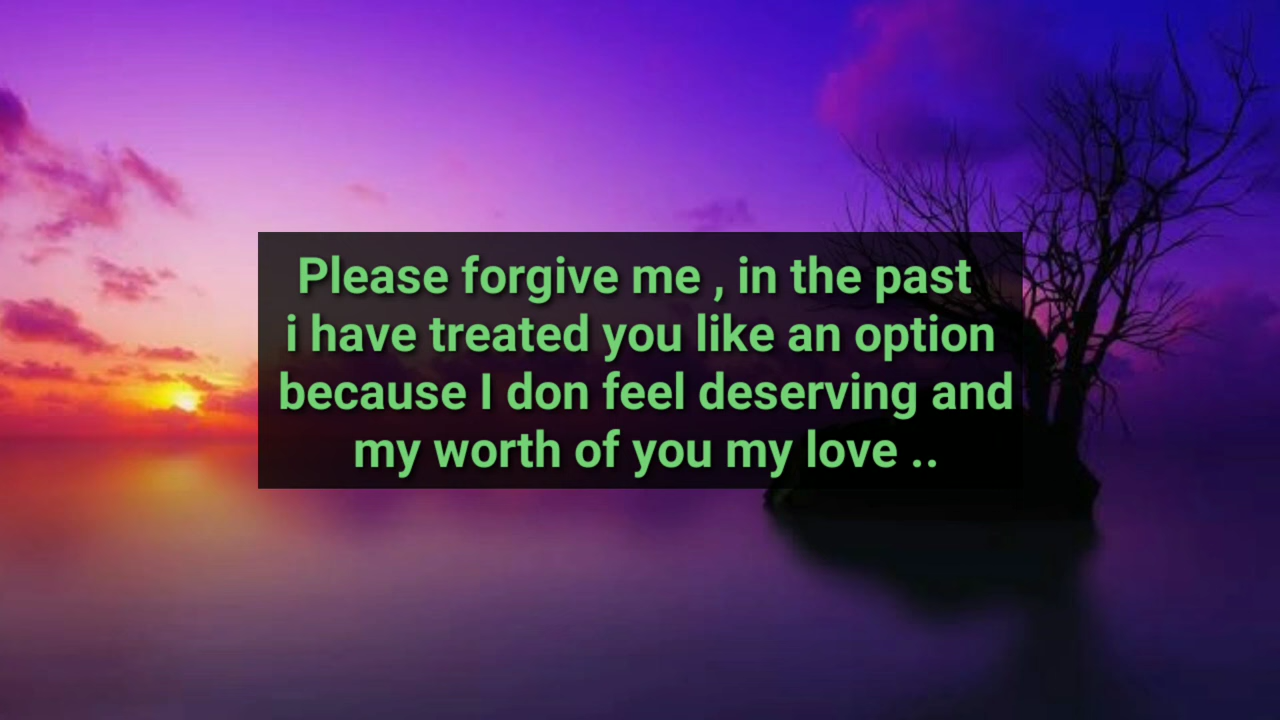 Please forgive me , in the past
i have treated you like an option
because I don feel deserving and
my worth of you my love ..